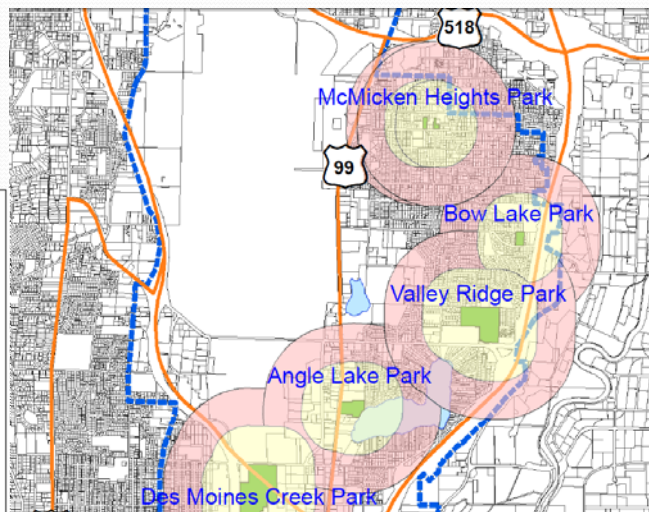 518
McMicken Heights Park
99
Bow Lake Park
Valley Ridge Park
Angle Lake Park
Des Moines Creek Park